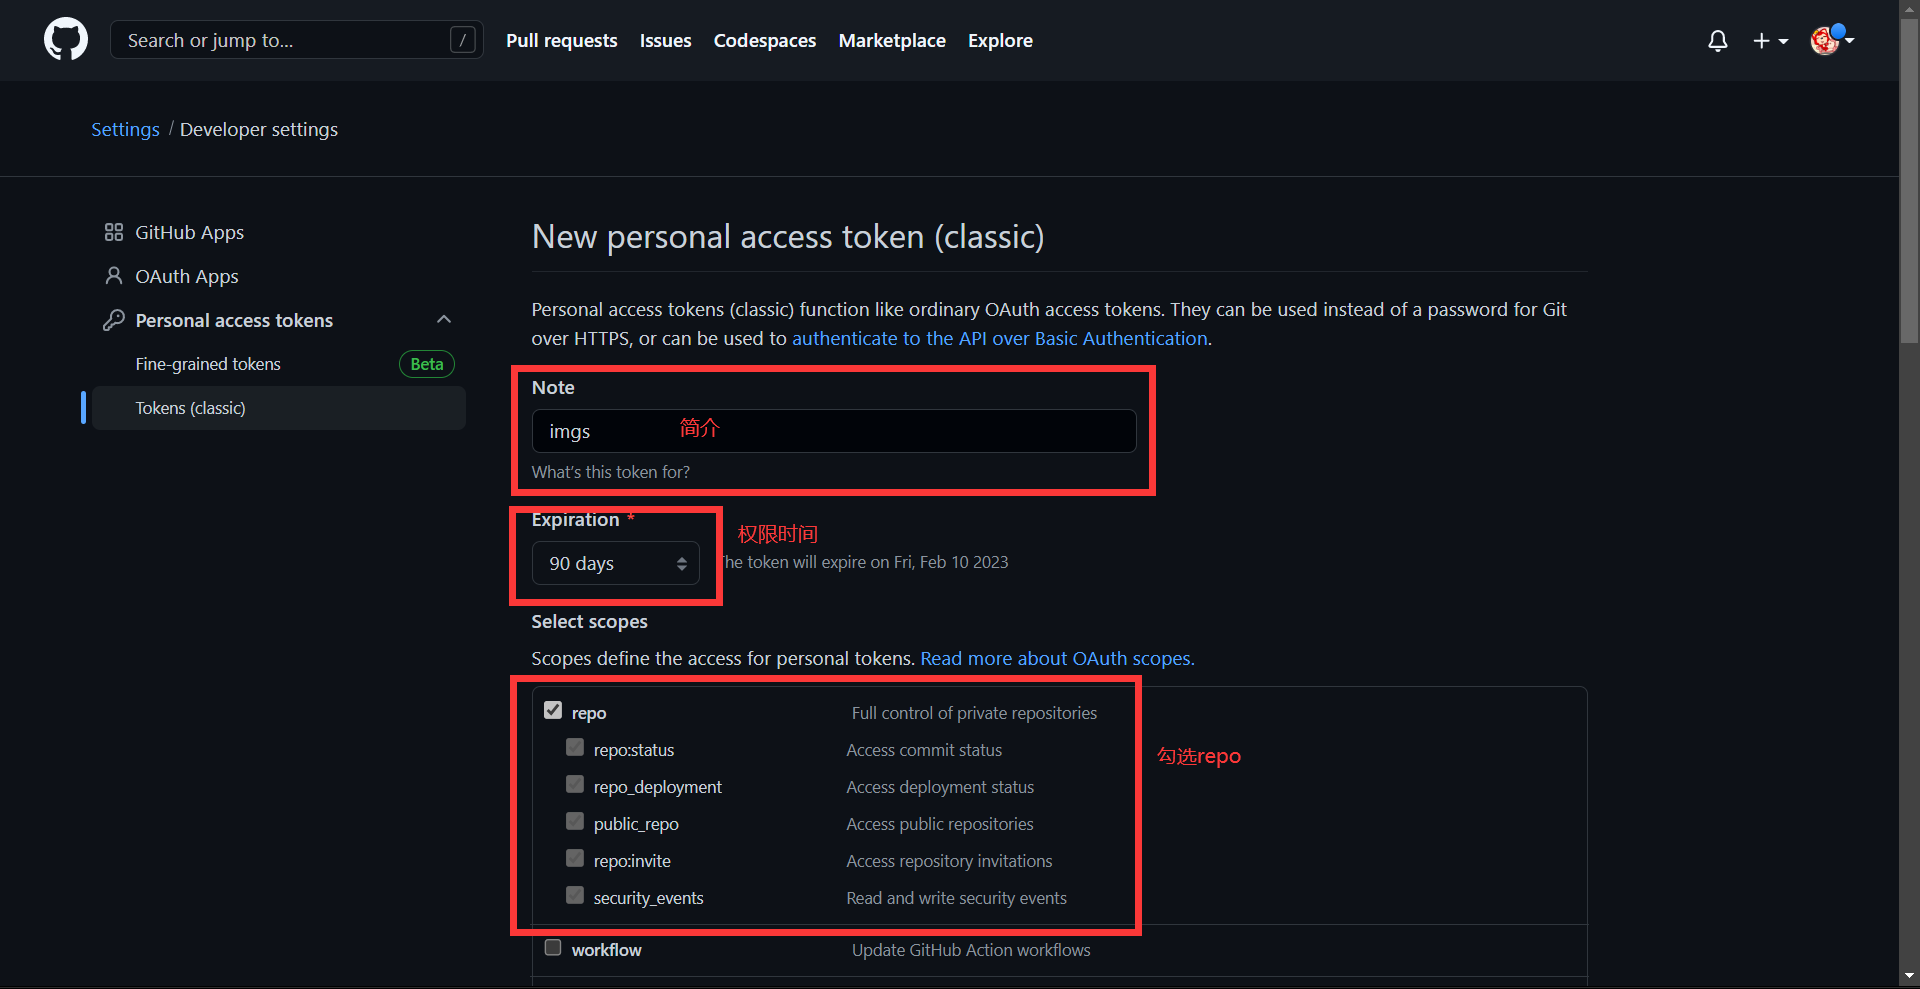 Search or jump to... /
Pull requests Issues Codespaces Marketplace Explore
Settings / Developer settings
GitHub Apps
OAuth Apps
Personal access tokens
Fine-grained tokens Beta
Tokens (classic)
New personal access token (classic)
Personal access tokens (classic) function like ordinary OAuth access tokens. They can be used instead of a password for Git
over HTTPS, or can be used to authenticate to the API over Basic Authentication.
Note
imgs 简介
What's this token for?
Expiration *
权限时间
90 days he token will expire on Fri, Feb 10 2023
Select scopes
Scopes define the access for personal tokens. Read more about OAuth scopes.
repo Full control of private repositories
repo:status Access commit status
勾选repo
repo_deployment Access deployment status
public_repo Access public repositories
repo:invite Access repository invitations
security_events Read and write security events
workflow Update GitHub Action workflows